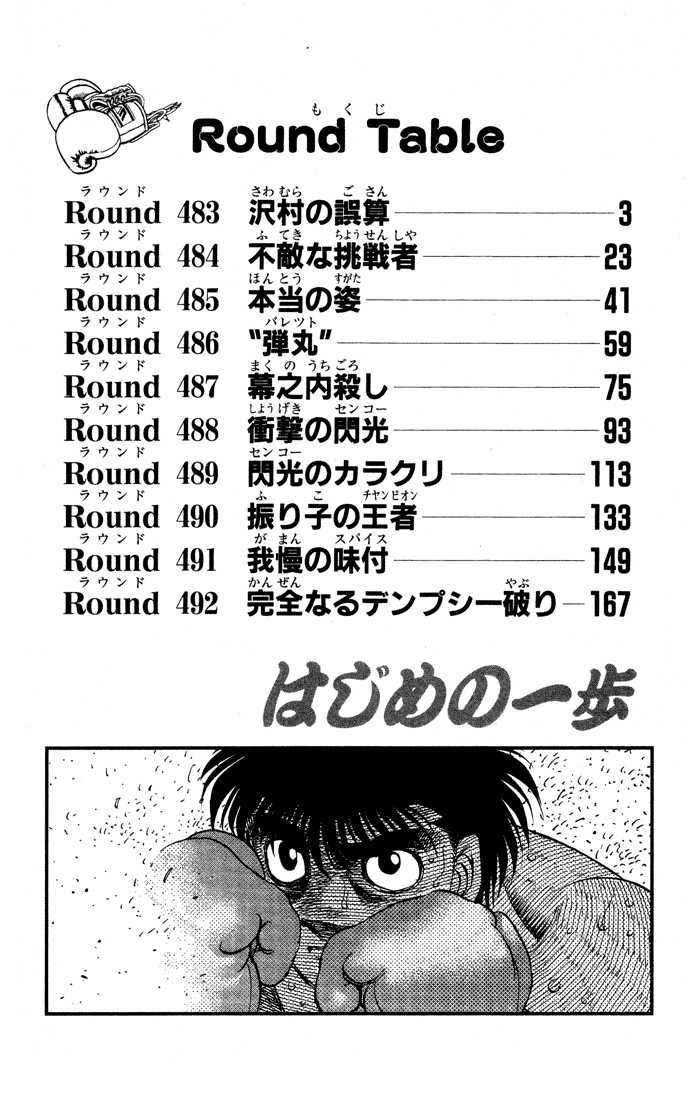 もくじ
Round Table
ラウンド さわむら ごさん
Round 483 沢村の誤算 3
ラウンド ふてき ちようせんしや
Round 484 不敵な挑戦者 23
ラウンド ほんとう すがた
Round 485 本当の姿 41
ラウンド バレツト
Round 486 “弾丸” 59
ラウンド まくのうちごろ
Round 487 幕之内殺し 75
ラウンド しようげき センコー
Round 488 衝撃の閃光 93
ラウンド センコー
Round 489 閃光のカラクリ 113
ラウンド ふこ チヤンピオン
Round 490 振り子の王者 133
ラウンド がまん スパイス
Round 491 我慢の味付 149
ラウンド かんぜん やぶ
Round 492 完全なるデンプシー破り 167
はじめの一歩